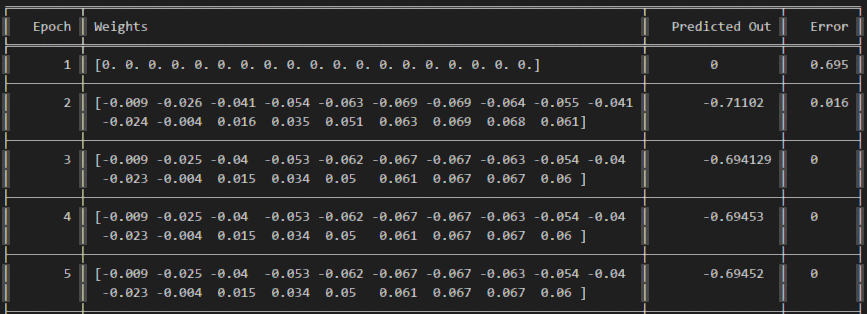 Epoch Weights Predicted Out Error
1 [0. 0. 0. 0. 0. 0. 0. 0. 0. 0. 0. 0. 0. 0. 0. 0. 0. 0. 0.] 0 0.695
2 [-0.009 -0.026 -0.041 -0.054 -0.063 -0.069 -0.069 -0.064 -0.055 -0.041 -0.71102 0.016
-0.024 -0.004 0.016 0.035 0.051 0.063 0.069 0.068 0.061]
3 [-0.009 -0.025 -0.04 -0.053 -0.062 -0.067 -0.067 -0.063 -0.054 -0.04 -0.694129 0
-0.023 -0.004 0.015 0.034 0.05 0.061 0.067 0.067 0.06 ]
4 [-0.009 -0.025 -0.04 -0.053 -0.062 -0.067 -0.067 -0.063 -0.054 -0.04 -0.69453 0
-0.023 -0.004 0.015 0.034 0.05 0.061 0.067 0.067 0.06 ]
5 [-0.009 -0.025 -0.04 -0.053 -0.062 -0.067 -0.067 -0.063 -0.054 -0.04 -0.69452 0
-0.023 -0.004 0.015 0.034 0.05 0.061 0.067 0.067 0.06 ]